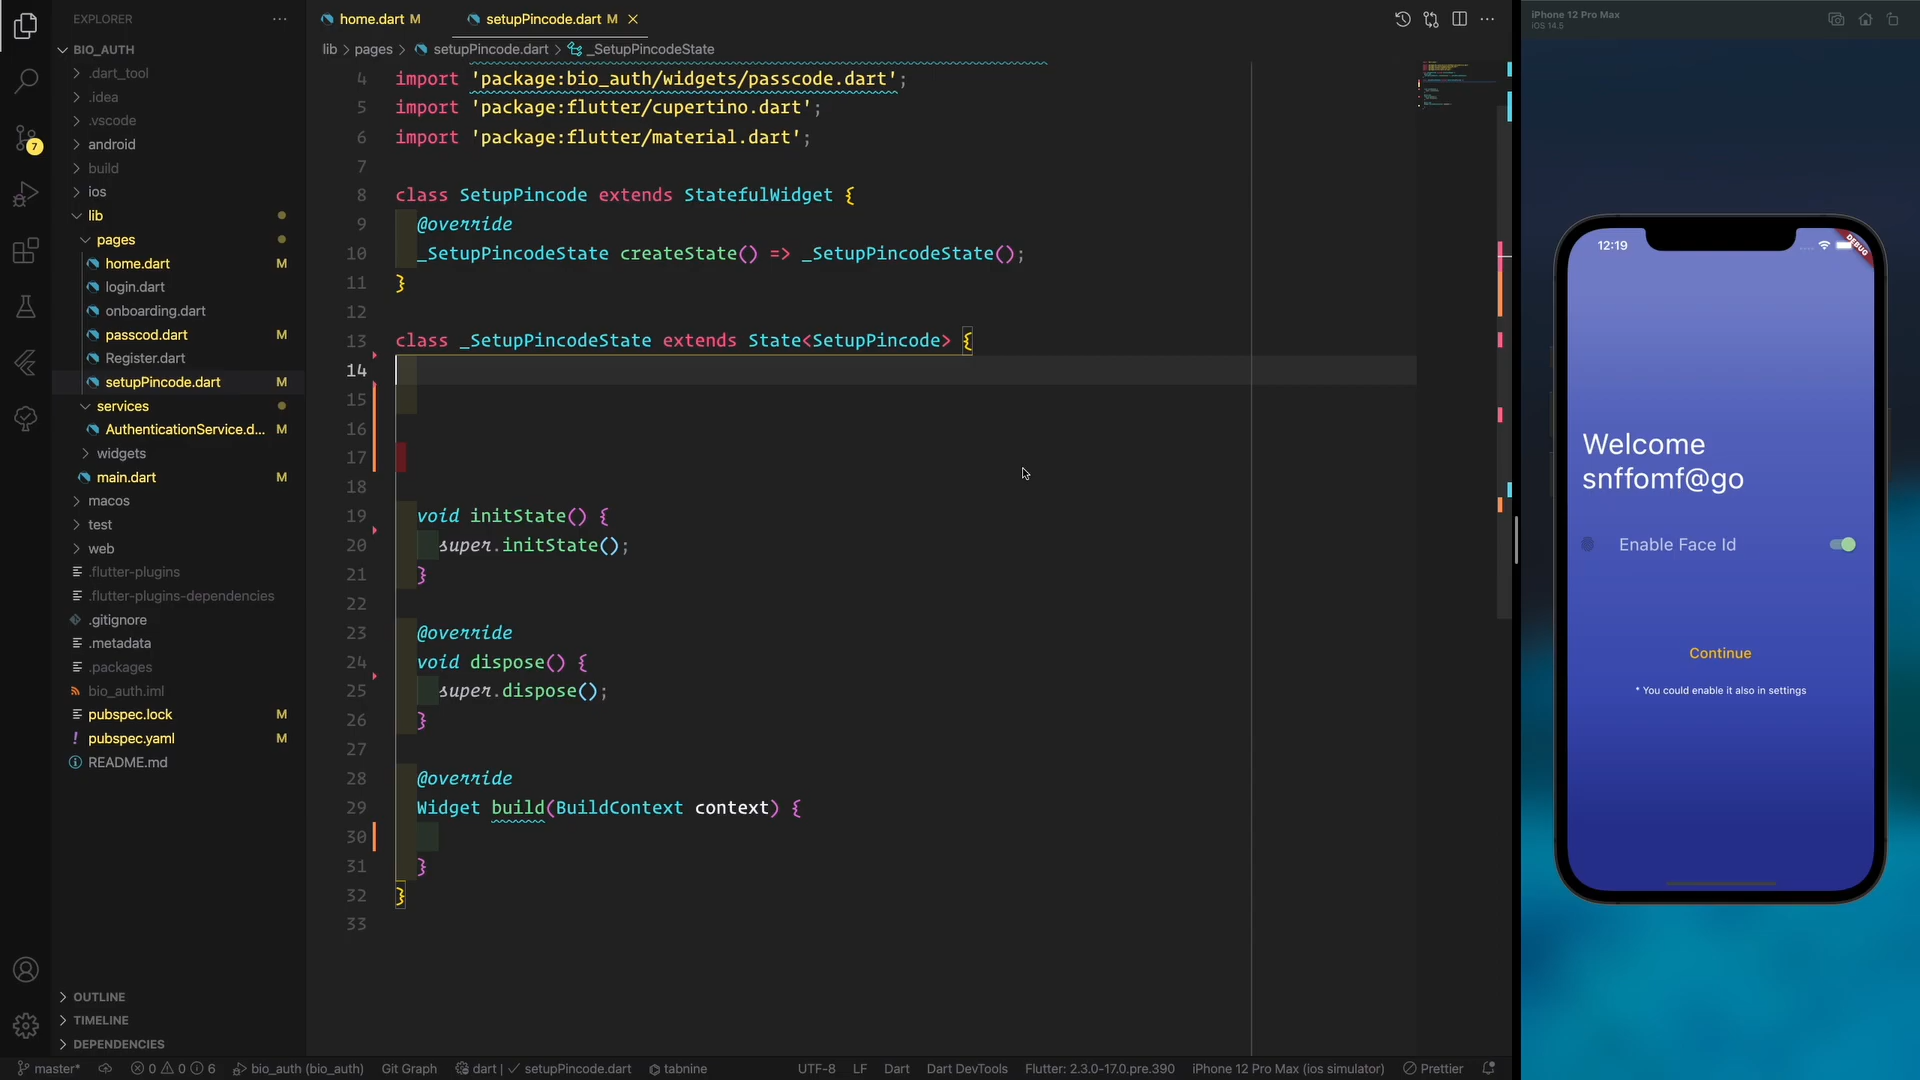 EXPLORER
BIO_AUTH
.dart_tool
.idea
.vscode
android
build
ios
lib
pages
home.dart M
login.dart
onboarding.dart
passcod.dart M
Register.dart
setupPincode.dart M
services
AuthenticationService.d... M
widgets
main.dart M
macos
test
web
.flutter-plugins
.flutter-plugins-dependencies
.gitignore
.metadata
.packages
bio_auth.iml
pubspec.lock M
pubspec.yaml M
README.md
OUTLINE
TIMELINE
DEPENDENCIES
7
home.dart M
setupPincode.dart M
lib > pages > setupPincode.dart > _SetupPincodeState
4 import 'package:bio_auth/widgets/passcode.dart';
5 import 'package:flutter/cupertino.dart';
6 import 'package:flutter/material.dart';
7
8 class SetupPincode extends StatefulWidget {
9 @override
10 _SetupPincodeState createState() => _SetupPincodeState();
11 }
12
13 class _SetupPincodeState extends State<SetupPincode> {
14
15
16
17
18
19 void initState() {
20 super.initState();
21 }
22
23 @override
24 void dispose() {
25 super.dispose();
26 }
27
28 @override
29 Widget build(BuildContext context) {
30
31 }
32 }
33
iPhone 12 Pro Max
iOS 14.5
12:19
DEBUG
Welcome
snffomf@go
Enable Face Id
Continue
* You could enable it also in settings
master* 0 0 6 bio_auth (bio_auth) Git Graph dart | ✓ setupPincode.dart tabnine UTF-8 LF Dart Dart DevTools Flutter: 2.3.0-17.0.pre.390 iPhone 12 Pro Max (ios simulator) Prettier